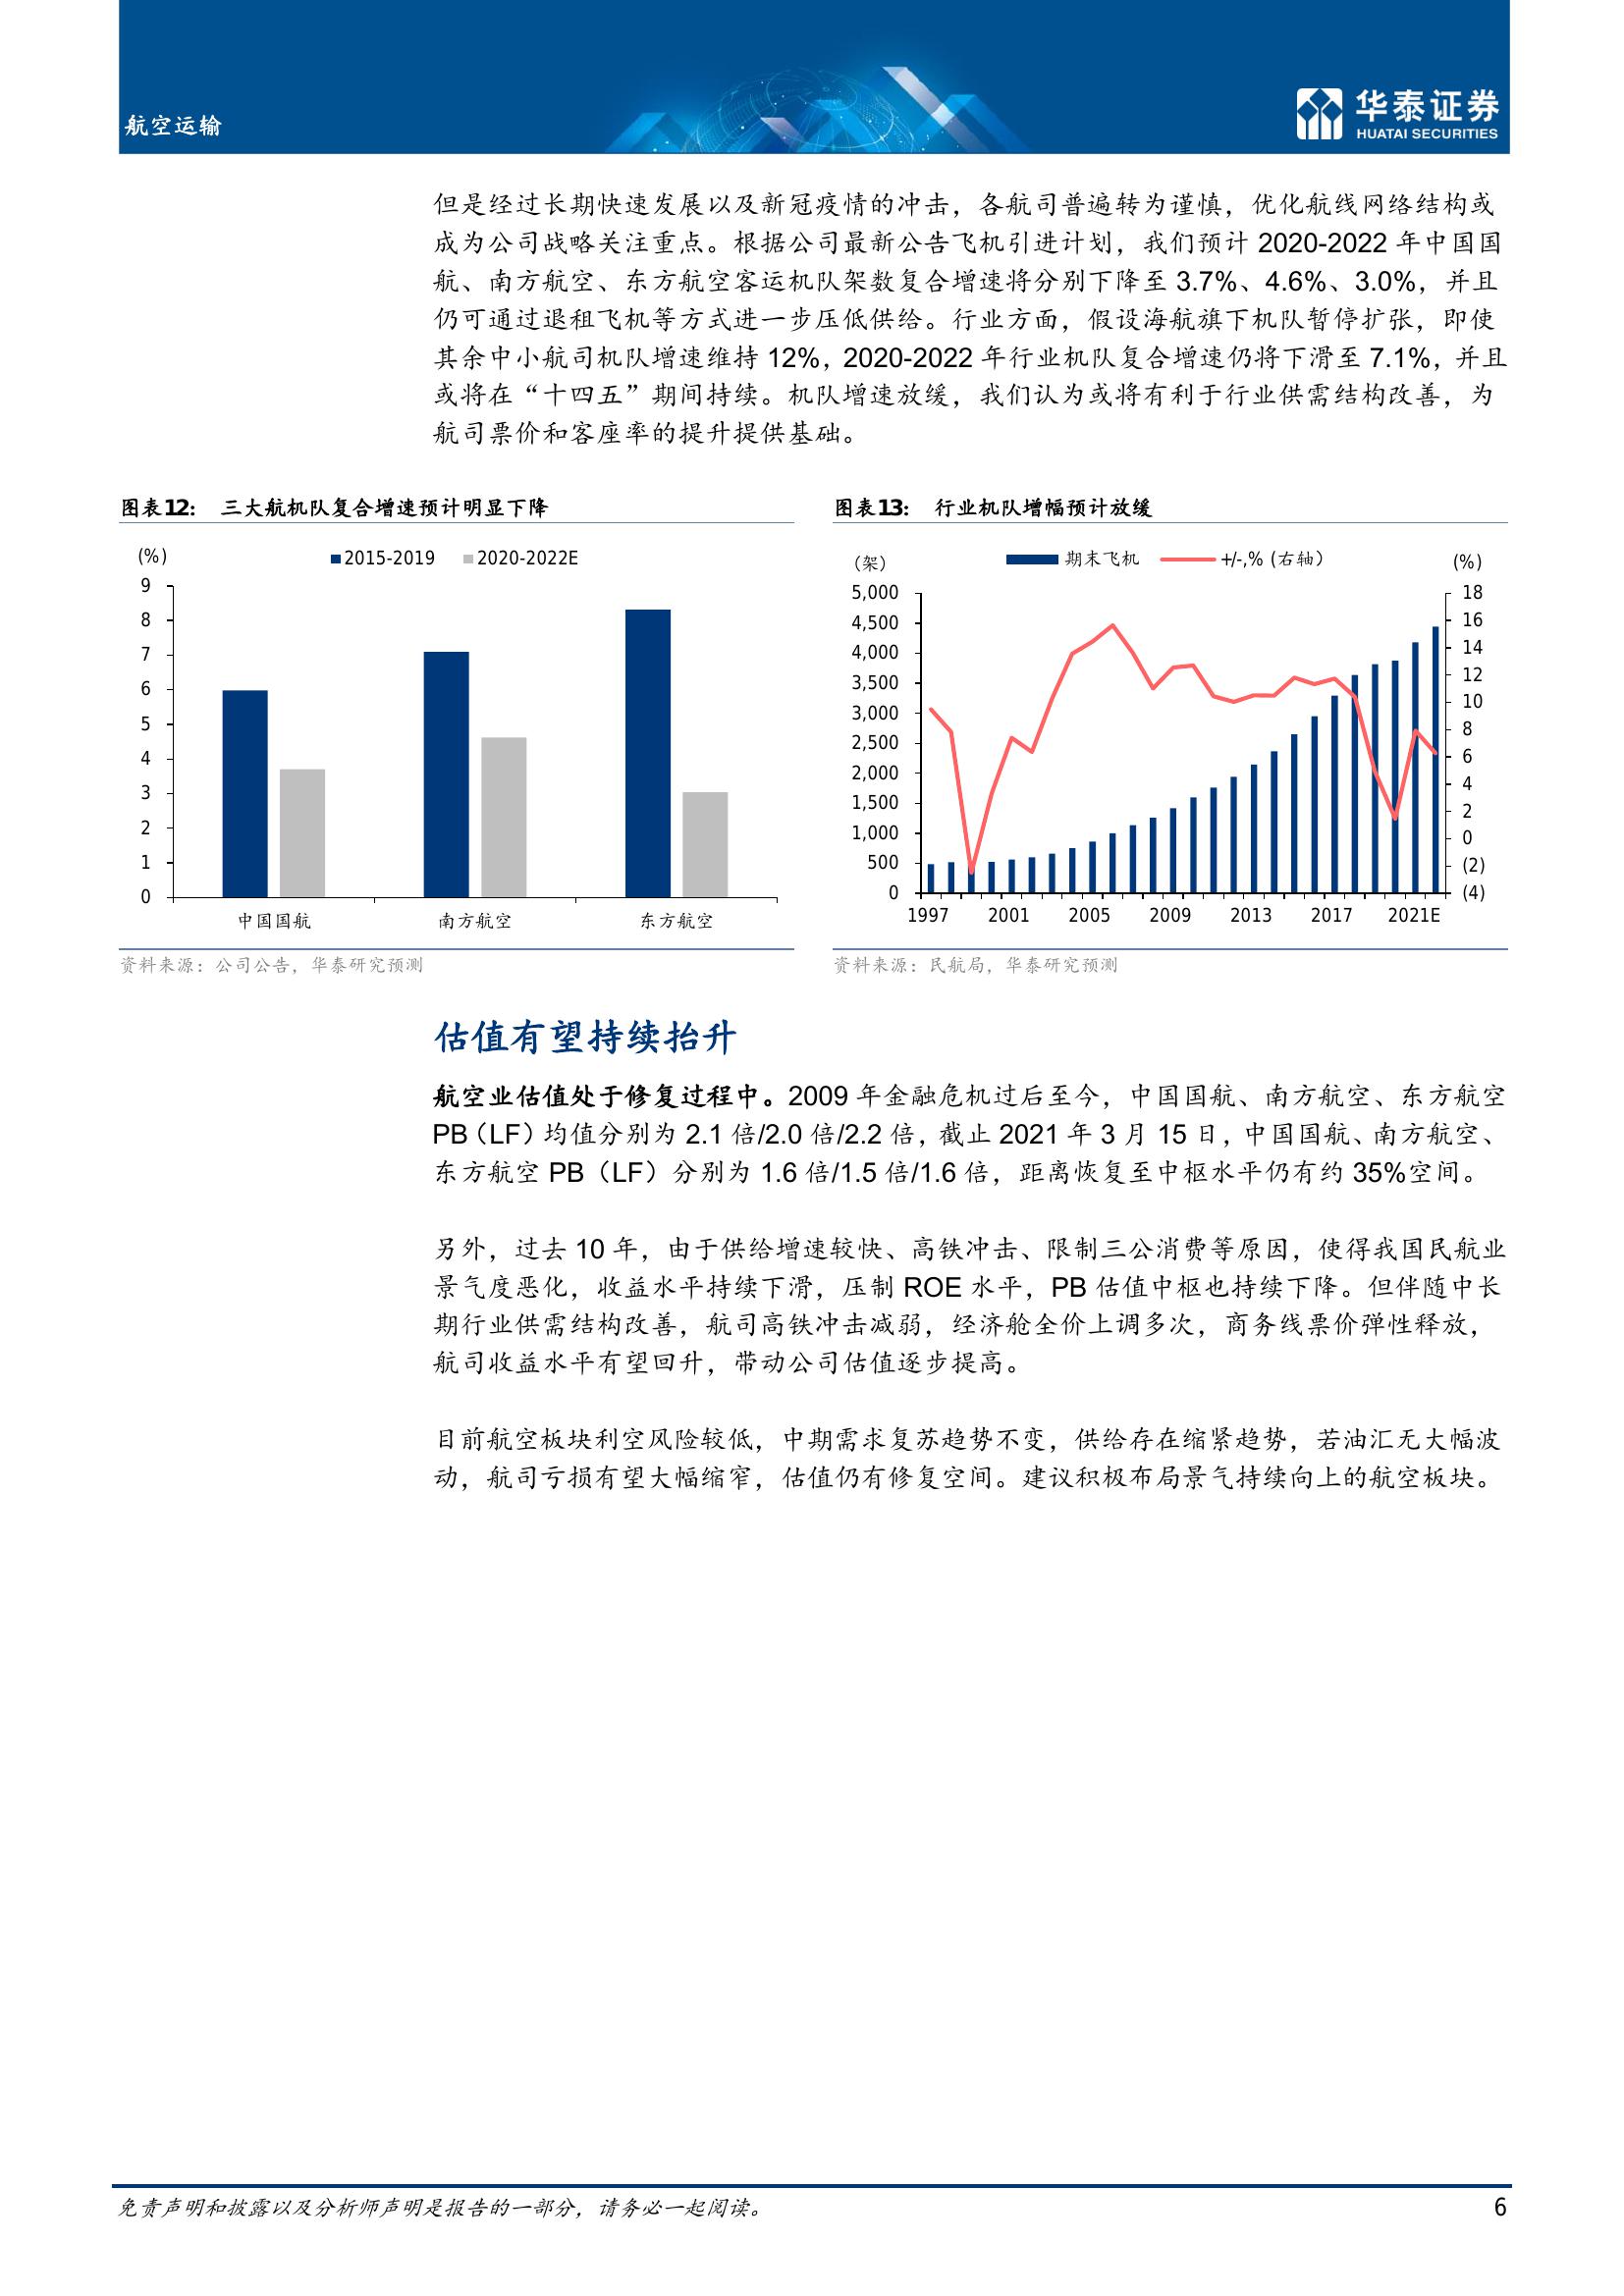 航空运输
华泰证券
HUATAI SECURITIES
但是经过长期快速发展以及新冠疫情的冲击，各航司普遍转为谨慎，优化航线网络结构或
成为公司战略关注重点。根据公司最新公告飞机引进计划，我们预计 2020-2022 年中国国
航、南方航空、东方航空客运机队架数复合增速将分别下降至 3.7%、4.6%、3.0%，并且
仍可通过退租飞机等方式进一步压低供给。行业方面，假设海航旗下机队暂停扩张，即使
其余中小航司机队增速维持 12%，2020-2022 年行业机队复合增速仍将下滑至 7.1%，并且
或将在“十四五”期间持续。机队增速放缓，我们认为或将有利于行业供需结构改善，为
航司票价和客座率的提升提供基础。
图表12： 三大航机队复合增速预计明显下降
(%)
2015-2019 2020-2022E
9
8
7
6
5
4
3
2
1
0
中国国航 南方航空 东方航空
资料来源：公司公告，华泰研究预测
图表13： 行业机队增幅预计放缓
（架）
期末飞机 +/-,%（右轴）
(%)
5,000
4,500
4,000
3,500
3,000
2,500
2,000
1,500
1,000
500
0
18
16
14
12
10
8
6
4
2
0
(2)
(4)
1997 2001 2005 2009 2013 2017 2021E
资料来源：民航局，华泰研究预测
估值有望持续抬升
航空业估值处于修复过程中。2009 年金融危机过后至今，中国国航、南方航空、东方航空
PB（LF）均值分别为 2.1 倍/2.0 倍/2.2 倍，截止 2021 年 3 月 15 日，中国国航、南方航空、
东方航空 PB（LF）分别为 1.6 倍/1.5 倍/1.6 倍，距离恢复至中枢水平仍有约 35%空间。
另外，过去 10 年，由于供给增速较快、高铁冲击、限制三公消费等原因，使得我国民航业
景气度恶化，收益水平持续下滑，压制 ROE 水平，PB 估值中枢也持续下降。但伴随中长
期行业供需结构改善，航司高铁冲击减弱，经济舱全价上调多次，商务线票价弹性释放，
航司收益水平有望回升，带动公司估值逐步提高。
目前航空板块利空风险较低，中期需求复苏趋势不变，供给存在缩紧趋势，若油汇无大幅波
动，航司亏损有望大幅缩窄，估值仍有修复空间。建议积极布局景气持续向上的航空板块。
免责声明和披露以及分析师声明是报告的一部分，请务必一起阅读。
6